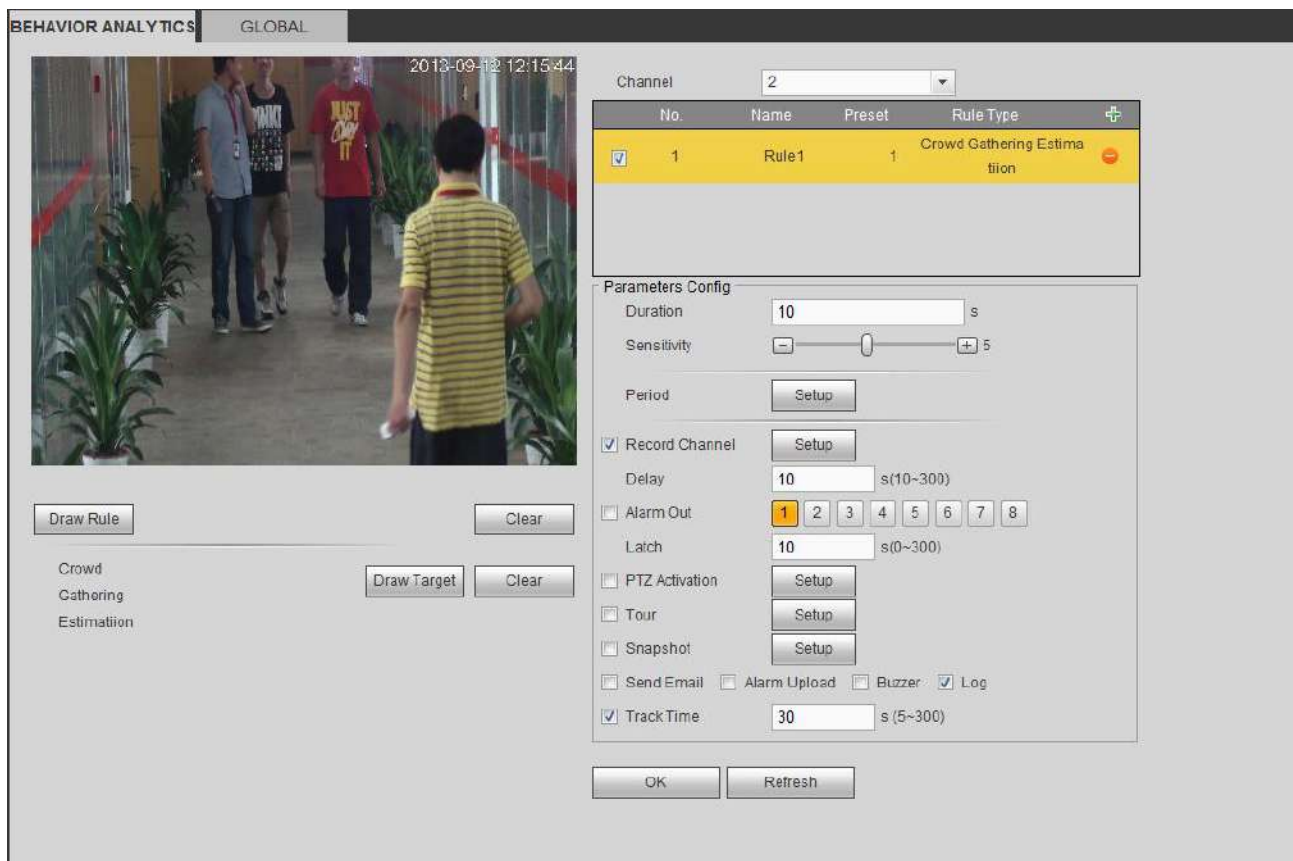 BEHAVIOR ANALYTICS
GLOBAL
2013-09-12 12:15:44
JUST
IT
Draw Rule
Clear
Crowd
Gathering
Estimatiion
Draw Target
Clear
Channel
2
No. Name Preset Rule Type
1 Rule1 1 Crowd Gathering Estima
tiion
Parameters Config
Duration 10 s
Sensitivity - + 5
Period Setup
Record Channel Setup
Delay 10 s(10~300)
Alarm Out 1 2 3 4 5 6 7 8
Latch 10 s(0~300)
PTZ Activation Setup
Tour Setup
Snapshot Setup
Send Email Alarm Upload Buzzer Log
Track Time 30 s (5~300)
OK Refresh